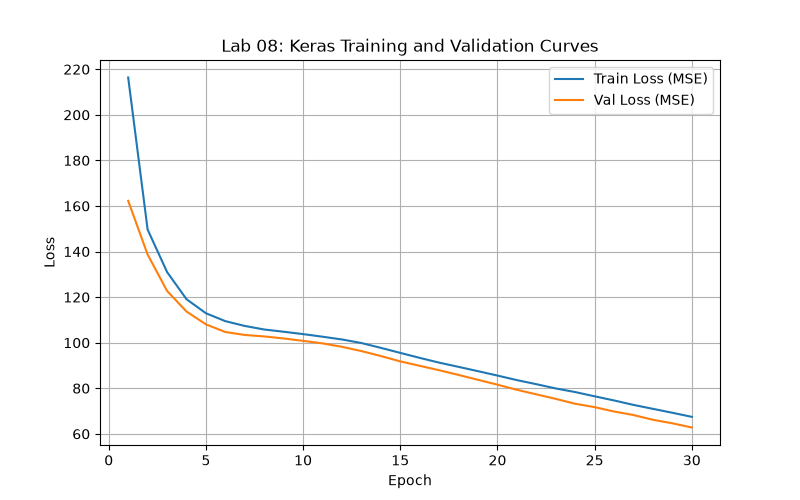 Lab 08: Keras Training and Validation Curves
Train Loss (MSE)
Val Loss (MSE)
220
200
180
160
140
120
100
80
60
Loss
0 5 10 15 20 25 30
Epoch